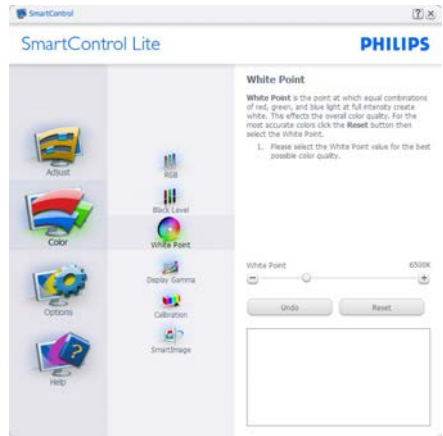 SmartControl
SmartControl Lite
PHILIPS
Adjust
Color
Options
Help
RGB
Black Level
White Point
Display Gamma
Calibration
SmartImage
White Point
White Point is the point at which equal combinations
of red, green, and blue light at full intensity create
white. This effects the overall color quality. For the
most accurate colors click the Reset button then
select the White Point.
1. Please select the White Point value for the best
possible color quality.
White Point 6500K
Undo Reset